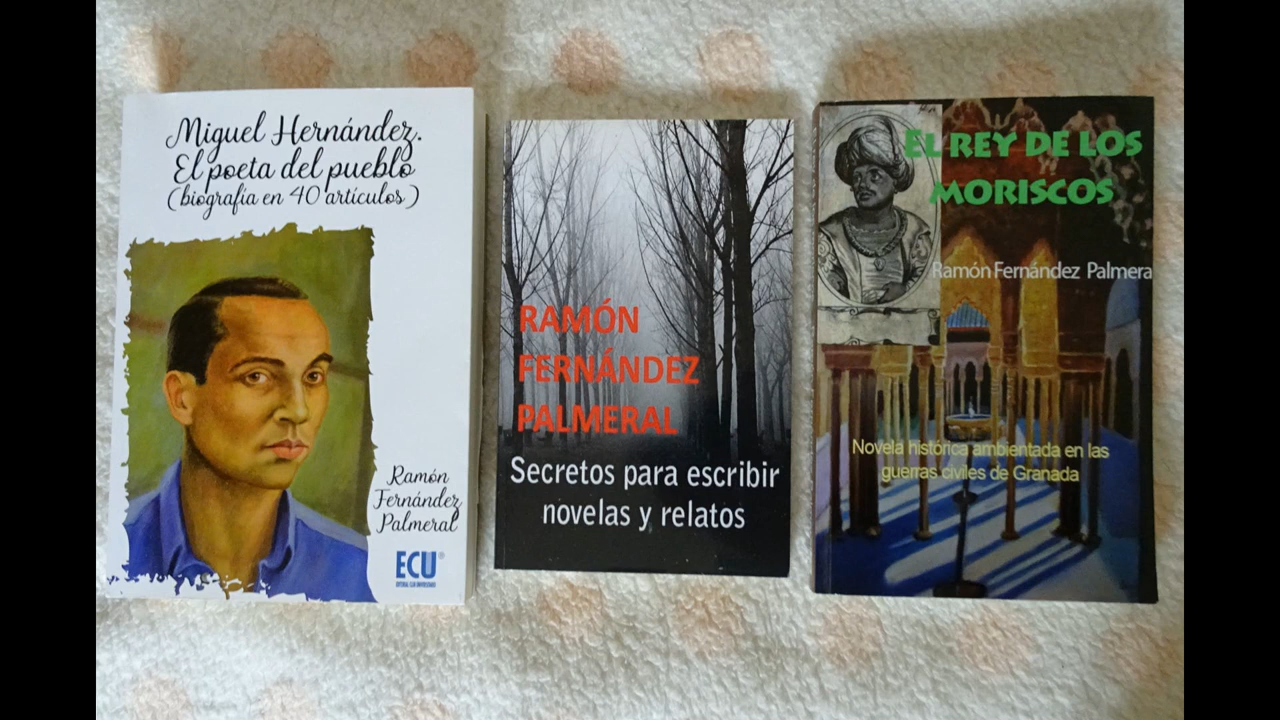 Miguel Hernández.
El poeta del pueblo
(biografía en 40 artículos)
Ramón
Fernández
Palmeral
ECU
RAMÓN
FERNÁNDEZ
PALMERAL
Secretos para escribir
novelas y relatos
EL REY DE LOS
MORISCOS
Ramón Fernández Palmera
Novela histórica ambientada en las
guerras civiles de Granada